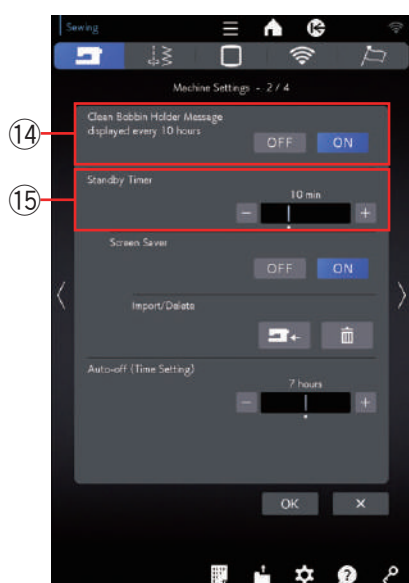 Sewing
Machine Settings - 2 / 4
⑭
Clean Bobbin Holder Message
displayed every 10 hours
OFF ON
⑮
Standby Timer
10 min
− +
Screen Saver
OFF ON
Import/Delete
Auto-off (Time Setting)
7 hours
− +
OK ×
?